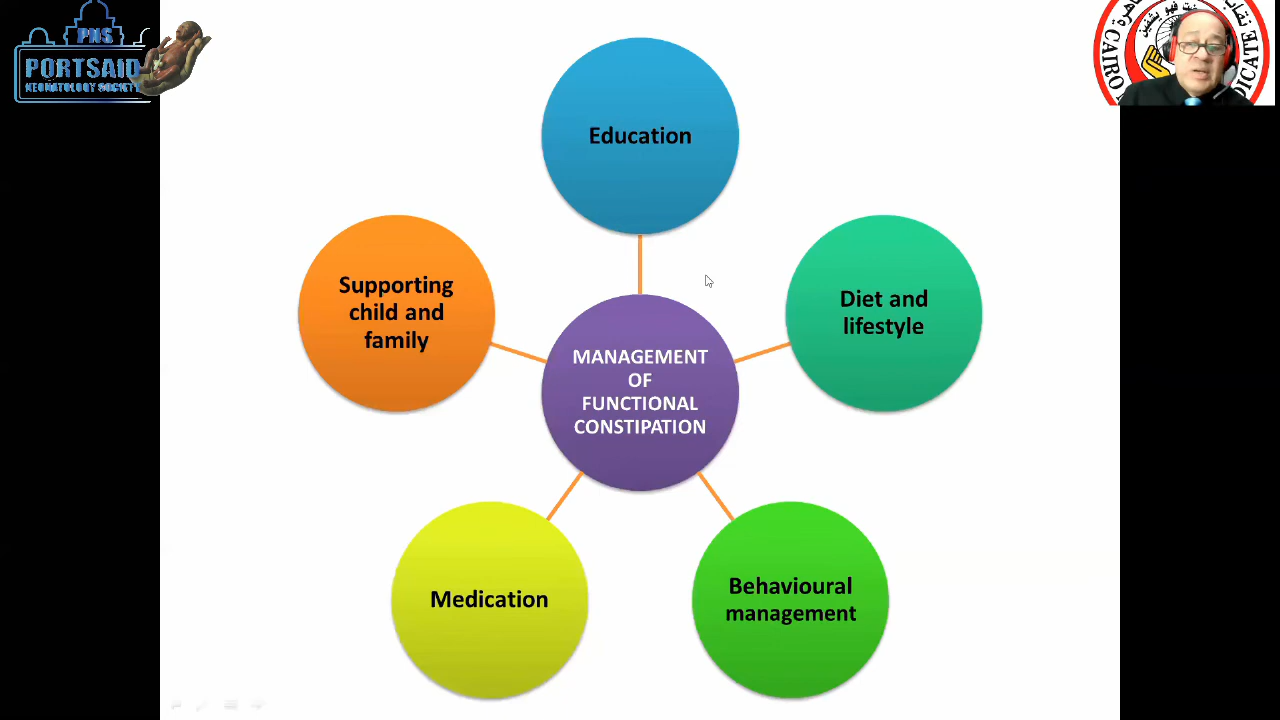 PNS
PORTSAID
NEONATOLOGY SOCIETY
Education
Supporting
child and
family
Diet and
lifestyle
MANAGEMENT
OF
FUNCTIONAL
CONSTIPATION
Medication
Behavioural
management
CAIRO